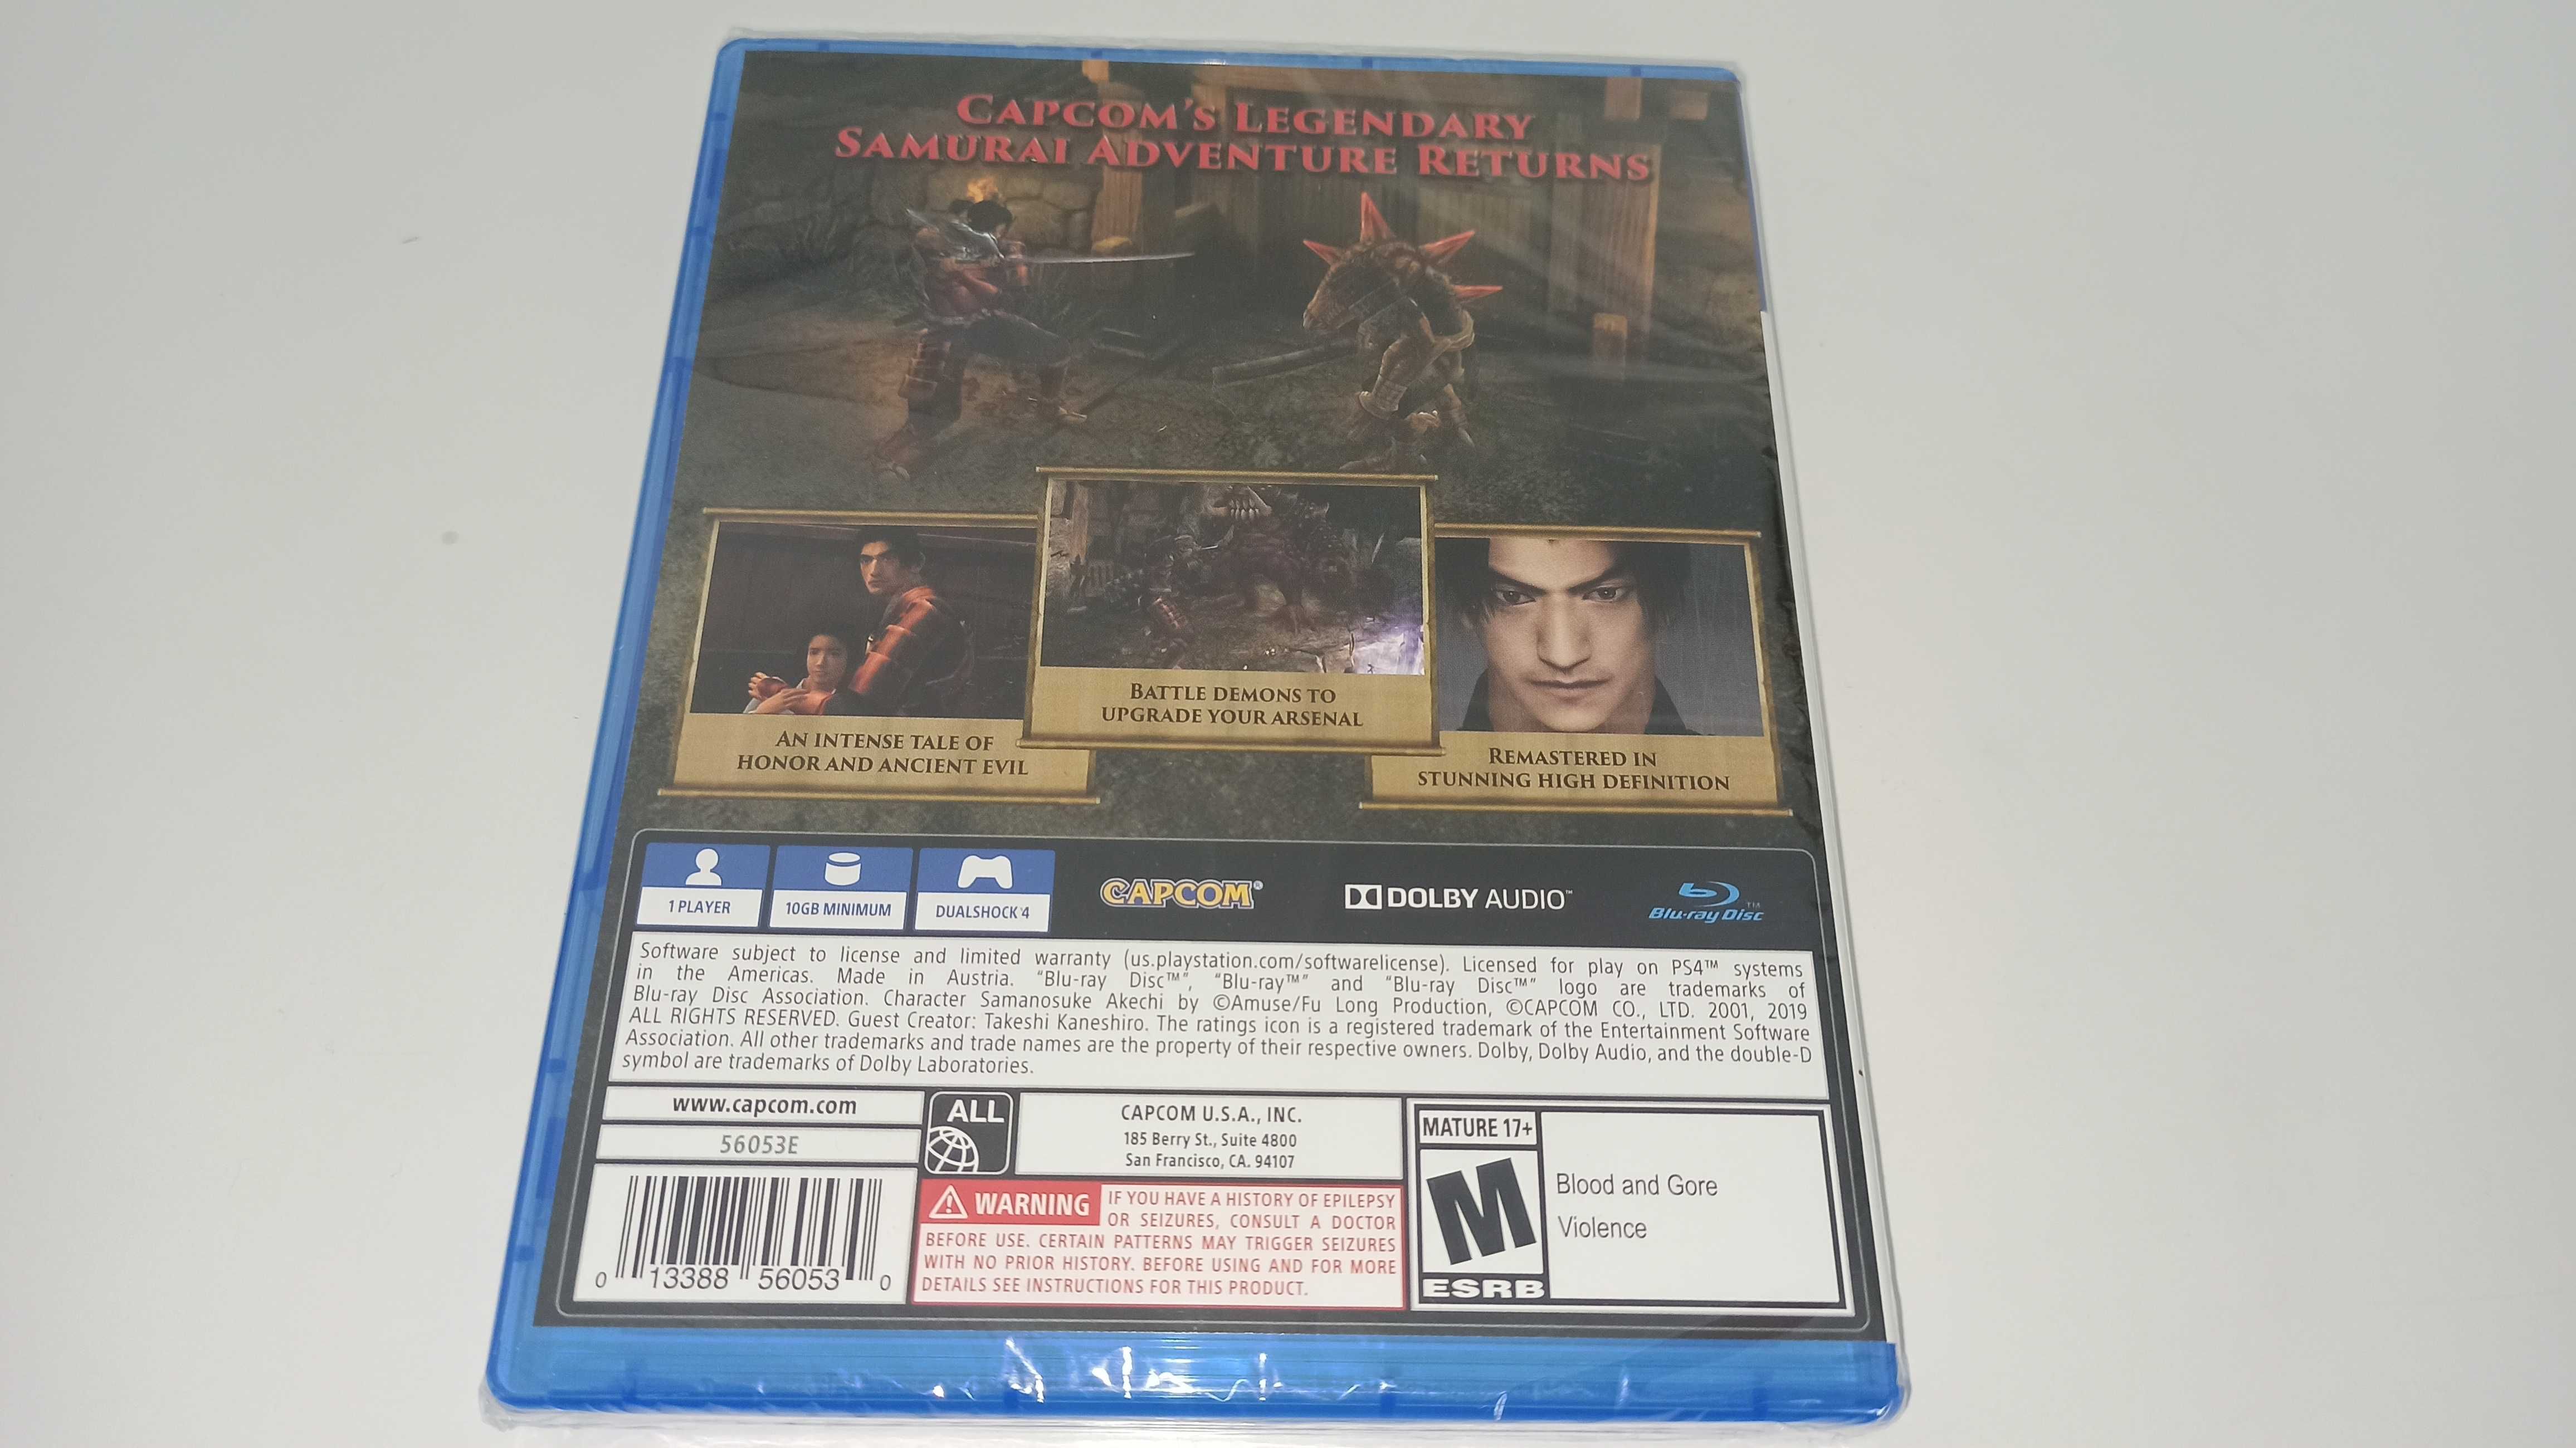 CAPCOM'S LEGENDARY
SAMURAI ADVENTURE RETURNS
AN INTENSE TALE OF
HONOR AND ANCIENT EVIL
BATTLE DEMONS TO
UPGRADE YOUR ARSENAL
REMASTERED IN
STUNNING HIGH DEFINITION
1 PLAYER
10GB MINIMUM
DUALSHOCK 4
CAPCOM®
DOLBY AUDIO™
Blu-ray Disc™
Software subject to license and limited warranty (us.playstation.com/softwarelicense). Licensed for play on PS4™ systems
in the Americas. Made in Austria. "Blu-ray Disc™", "Blu-ray™" and "Blu-ray Disc™" logo are trademarks of
Blu-ray Disc Association. Character Samanosuke Akechi by ©Amuse/Fu Long Production, ©CAPCOM CO., LTD. 2001, 2019
ALL RIGHTS RESERVED. Guest Creator: Takeshi Kaneshiro. The ratings icon is a registered trademark of the Entertainment Software
Association. All other trademarks and trade names are the property of their respective owners. Dolby, Dolby Audio, and the double-D
symbol are trademarks of Dolby Laboratories.
www.capcom.com
56053E
0 13388 56053 0
ALL
CAPCOM U.S.A., INC.
185 Berry St., Suite 4800
San Francisco, CA. 94107
WARNING IF YOU HAVE A HISTORY OF EPILEPSY
OR SEIZURES, CONSULT A DOCTOR
BEFORE USE. CERTAIN PATTERNS MAY TRIGGER SEIZURES
WITH NO PRIOR HISTORY. BEFORE USING AND FOR MORE
DETAILS SEE INSTRUCTIONS FOR THIS PRODUCT.
MATURE 17+
M
ESRB
Blood and Gore
Violence